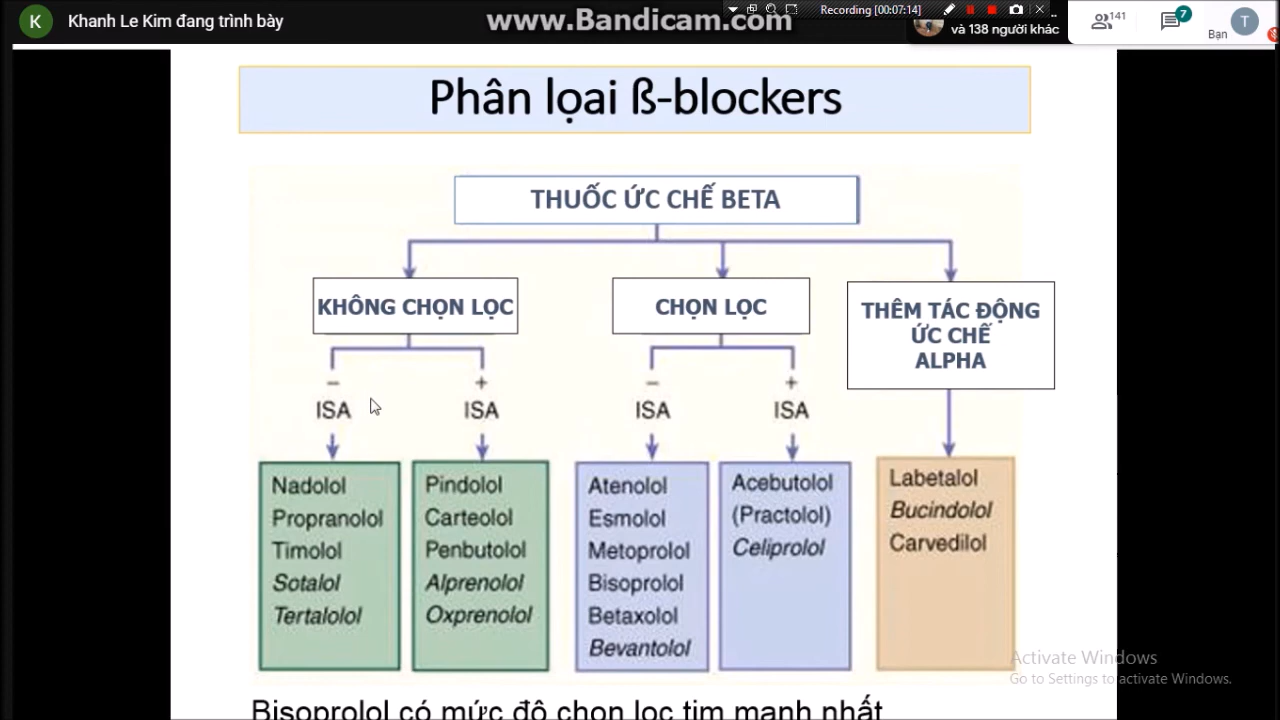 Khanh Le Kim đang trình bày
www.Bandicam.com
Recording [00:07:14]
và 138 người khác
141
7
Bạn
T
K
Phân lọai ß-blockers
THUỐC ỨC CHẾ BETA
KHÔNG CHỌN LỌC
CHỌN LỌC
THÊM TÁC ĐỘNG
ỨC CHẾ
ALPHA
–
ISA
+
ISA
–
ISA
+
ISA
Nadolol
Propranolol
Timolol
Sotalol
Tertalolol
Pindolol
Carteolol
Penbutolol
Alprenolol
Oxprenolol
Atenolol
Esmolol
Metoprolol
Bisoprolol
Betaxolol
Bevantolol
Acebutolol
(Practolol)
Celiprolol
Labetalol
Bucindolol
Carvedilol
Activate Windows
Go to Settings to activate Windows.
Bisoprolol có mức độ chọn lọc tim mạnh nhất